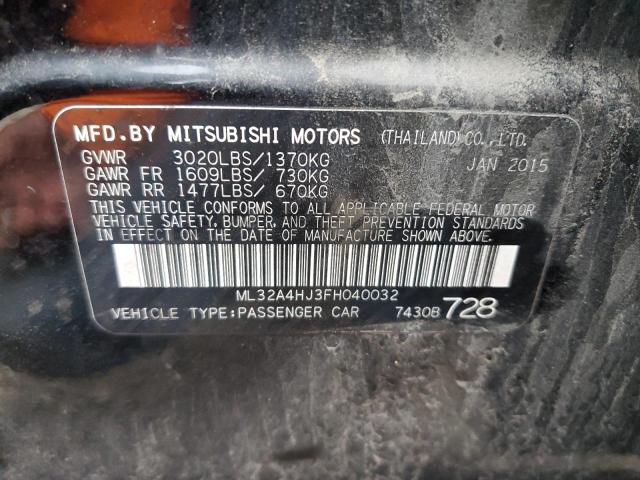 MFD.BY MITSUBISHI MOTORS (THAILAND)CO.,LTD.
GVWR 3020LBS/1370KG JAN 2015
GAWR FR 1609LBS/ 730KG
GAWR RR 1477LBS/ 670KG
THIS VEHICLE CONFORMS TO ALL APPLICABLE FEDERAL MOTOR
VEHICLE SAFETY, BUMPER, AND THEFT PREVENTION STANDARDS
IN EFFECT ON THE DATE OF MANUFACTURE SHOWN ABOVE.
ML32A4HJ3FH040032
VEHICLE TYPE:PASSENGER CAR 7430B 728